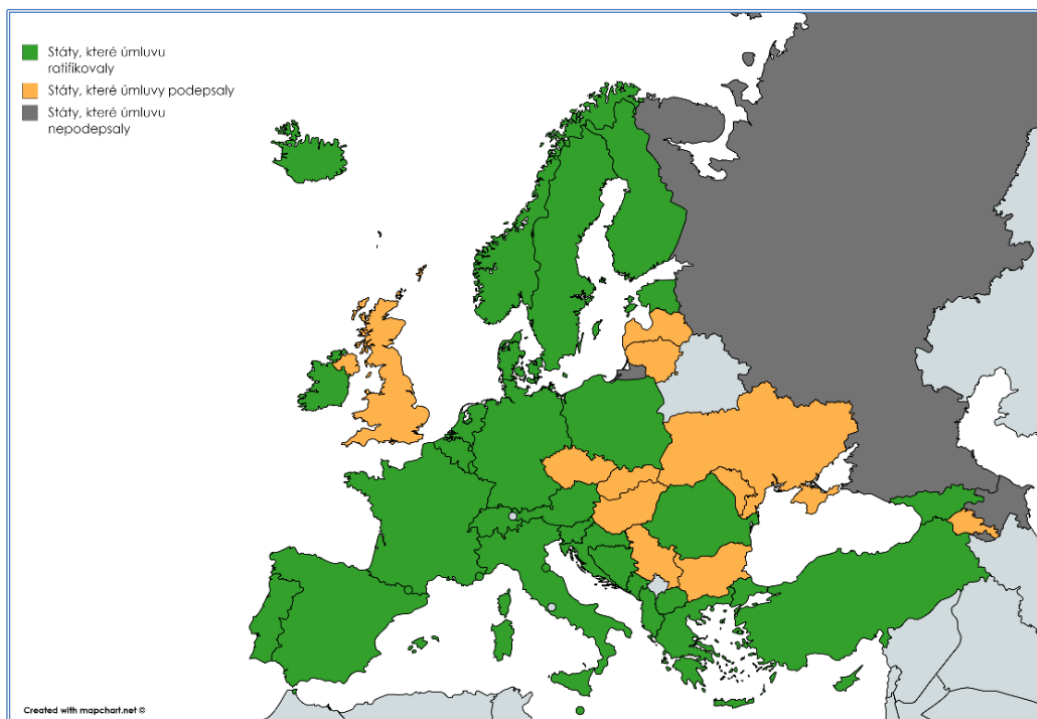 Státy, které úmluvu
ratifikovaly
Státy, které úmluvy podepsaly
Státy, které úmluvu
nepodepsaly
Created with mapchart.net ©